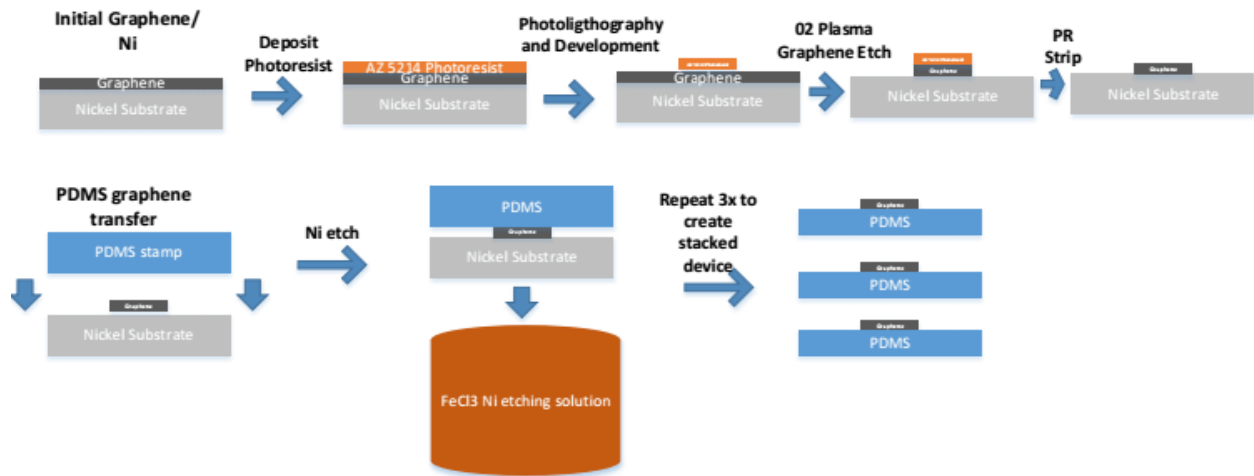 Initial Graphene/
Ni
Graphene
Nickel Substrate
Deposit
Photoresist
AZ 5214 Photoresist
Graphene
Nickel Substrate
Photoligthography
and Development
Graphene
Nickel Substrate
02 Plasma
Graphene Etch
Graphene
Nickel Substrate
PR
Strip
Graphene
Nickel Substrate
PDMS graphene
transfer
PDMS stamp
Graphene
Nickel Substrate
Ni etch
PDMS
Graphene
Nickel Substrate
FeCl3 Ni etching solution
Repeat 3x to
create
stacked
device
Graphene
PDMS
Graphene
PDMS
Graphene
PDMS